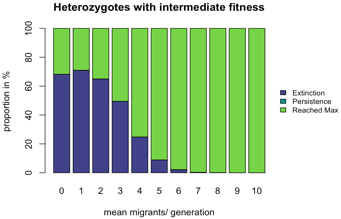 Heterozygotes with intermediate fitness
100
80
60
40
20
0
proportion in %
0 1 2 3 4 5 6 7 8 9 10
mean migrants/ generation
Extinction
Persistence
Reached Max